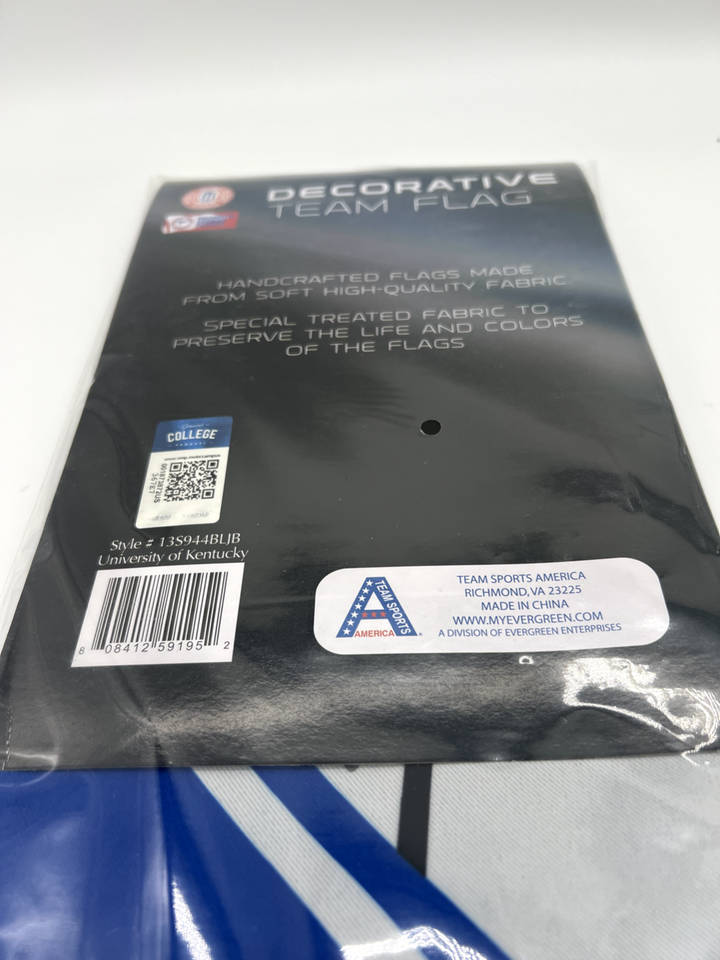 DECORATIVE
TEAM FLAG
HANDCRAFTED FLAGS MADE
FROM SOFT HIGH-QUALITY FABRIC
SPECIAL TREATED FABRIC TO
PRESERVE THE LIFE AND COLORS
OF THE FLAGS
COLLEGE
Style # 13S944BLJB
University of Kentucky
8 08412 59195 2
TEAM SPORTS
AMERICA
TEAM SPORTS AMERICA
RICHMOND, VA 23225
MADE IN CHINA
WWW.MYEVERGREEN.COM
A DIVISION OF EVERGREEN ENTERPRISES